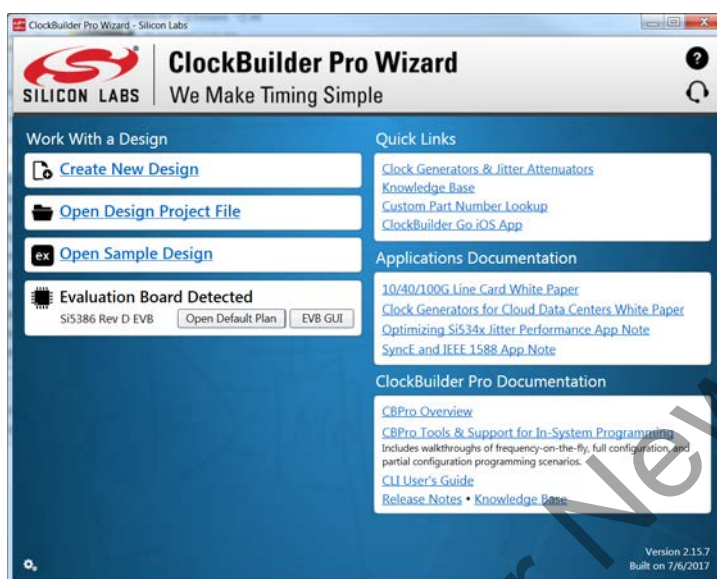 ClockBuilder Pro Wizard - Silicon Labs
SILICON LABS
ClockBuilder Pro Wizard
We Make Timing Simple
?
Work With a Design
Create New Design
Open Design Project File
ex Open Sample Design
Evaluation Board Detected
Si5386 Rev D EVB Open Default Plan EVB GUI
Quick Links
Clock Generators & Jitter Attenuators
Knowledge Base
Custom Part Number Lookup
ClockBuilder Go iOS App
Applications Documentation
10/40/100G Line Card White Paper
Clock Generators for Cloud Data Centers White Paper
Optimizing Si534x Jitter Performance App Note
SyncE and IEEE 1588 App Note
ClockBuilder Pro Documentation
CBPro Overview
CBPro Tools & Support for In-System Programming
Includes walkthroughs of frequency-on-the-fly, full configuration, and
partial configuration programming scenarios.
CLI User's Guide
Release Notes • Knowledge Base
Version 2.15.7
Built on 7/6/2017
New